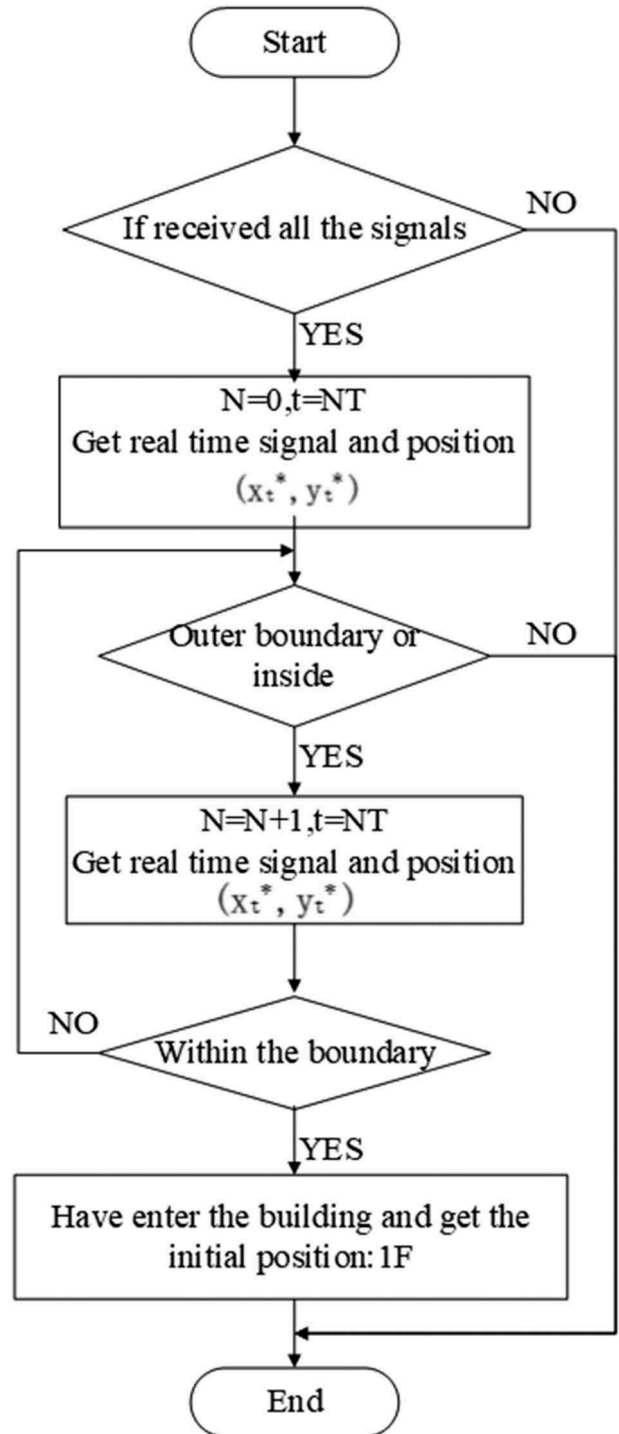 Start
If received all the signals
NO
YES
N=0,t=NT
Get real time signal and position
(xₜ*, yₜ*)
Outer boundary or
inside
NO
YES
N=N+1,t=NT
Get real time signal and position
(xₜ*, yₜ*)
NO
Within the boundary
YES
Have enter the building and get the
initial position:1F
End